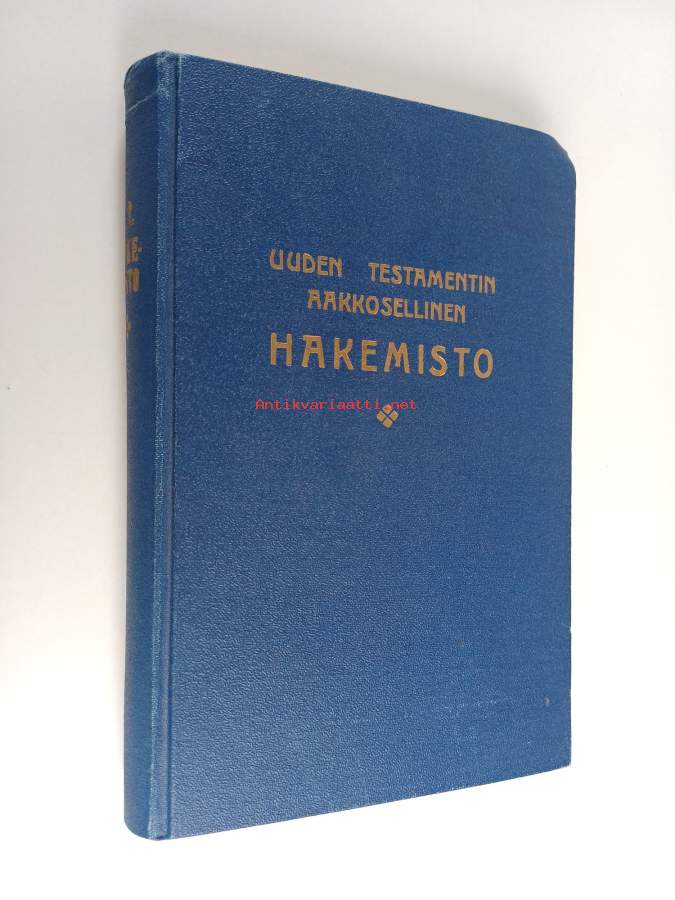 UUDEN TESTAMENTIN
AAKKOSELLINEN
HAKEMISTO
Antikvariaatti.net